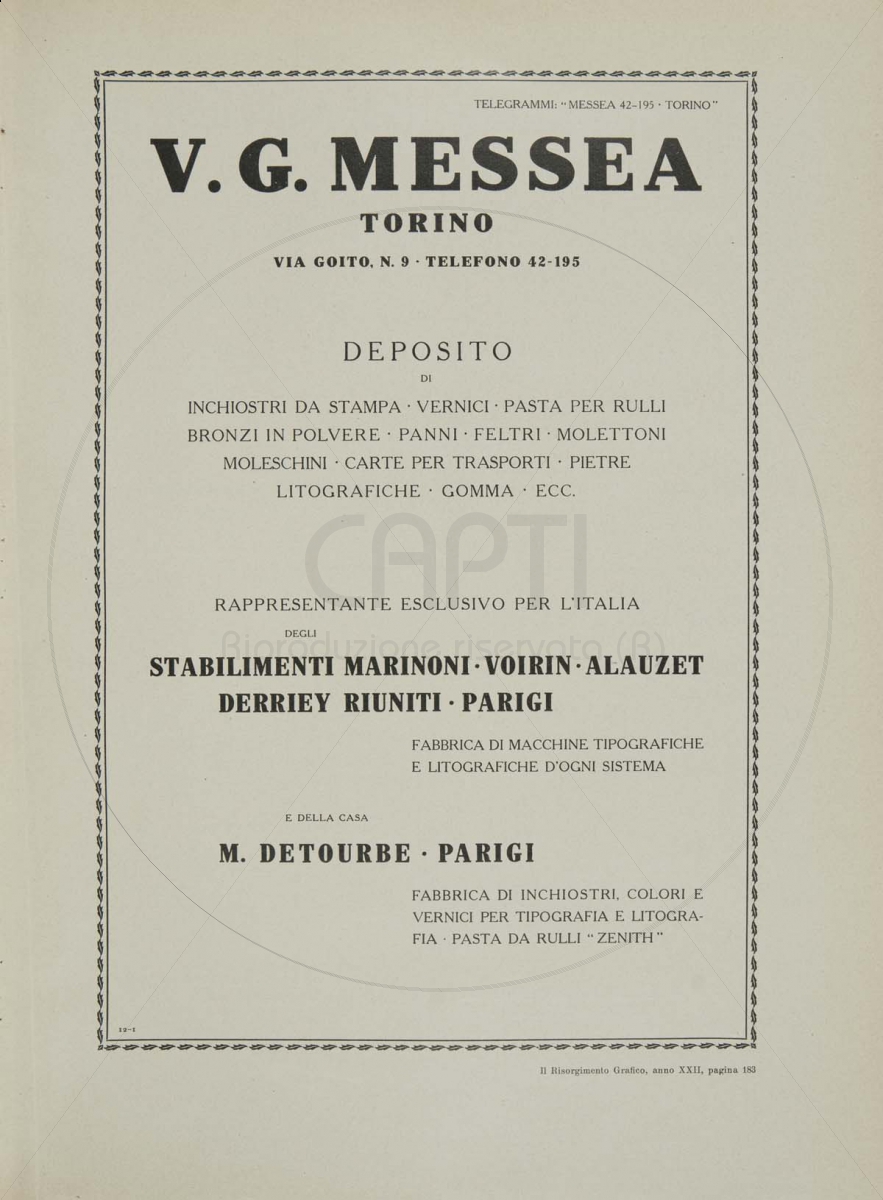 TELEGRAMMI: "MESSEA 42-195 · TORINO"
V. G. MESSEA
TORINO
VIA GOITO, N. 9 · TELEFONO 42-195
DEPOSITO
DI
INCHIOSTRI DA STAMPA · VERNICI · PASTA PER RULLI
BRONZI IN POLVERE · PANNI · FELTRI · MOLETTONI
MOLESCHINI · CARTE PER TRASPORTI · PIETRE
LITOGRAFICHE · GOMMA · ECC.
CAPTI
RAPPRESENTANTE ESCLUSIVO PER L'ITALIA
DEGLI
Riproduzione riservata (R)
STABILIMENTI MARINONI · VOIRIN · ALAUZET
DERRIEY RIUNITI · PARIGI
FABBRICA DI MACCHINE TIPOGRAFICHE
E LITOGRAFICHE D'OGNI SISTEMA
E DELLA CASA
M. DETOURBE · PARIGI
FABBRICA DI INCHIOSTRI, COLORI E
VERNICI PER TIPOGRAFIA E LITOGRA-
FIA · PASTA DA RULLI "ZENITH"
12-1
Il Risorgimento Grafico, anno XXII, pagina 183